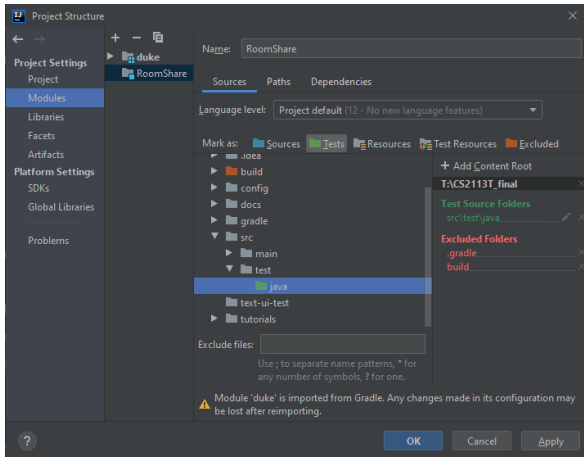 Project Structure
Project Settings
Project
Modules
Libraries
Facets
Artifacts
Platform Settings
SDKs
Global Libraries
Problems
duke
RoomShare
Name: RoomShare
Sources Paths Dependencies
Language level: Project default (12 - No new language features)
Mark as: Sources Tests Resources Test Resources Excluded
.idea
build
config
docs
gradle
src
main
test
java
text-ui-test
tutorials
+ Add Content Root
T:\CS2113T_final
Test Source Folders
src\test\java
Excluded Folders
.gradle
build
Exclude files:
Use ; to separate name patterns, * for
any number of symbols, ? for one.
Module 'duke' is imported from Gradle. Any changes made in its configuration may
be lost after reimporting.
? OK Cancel Apply